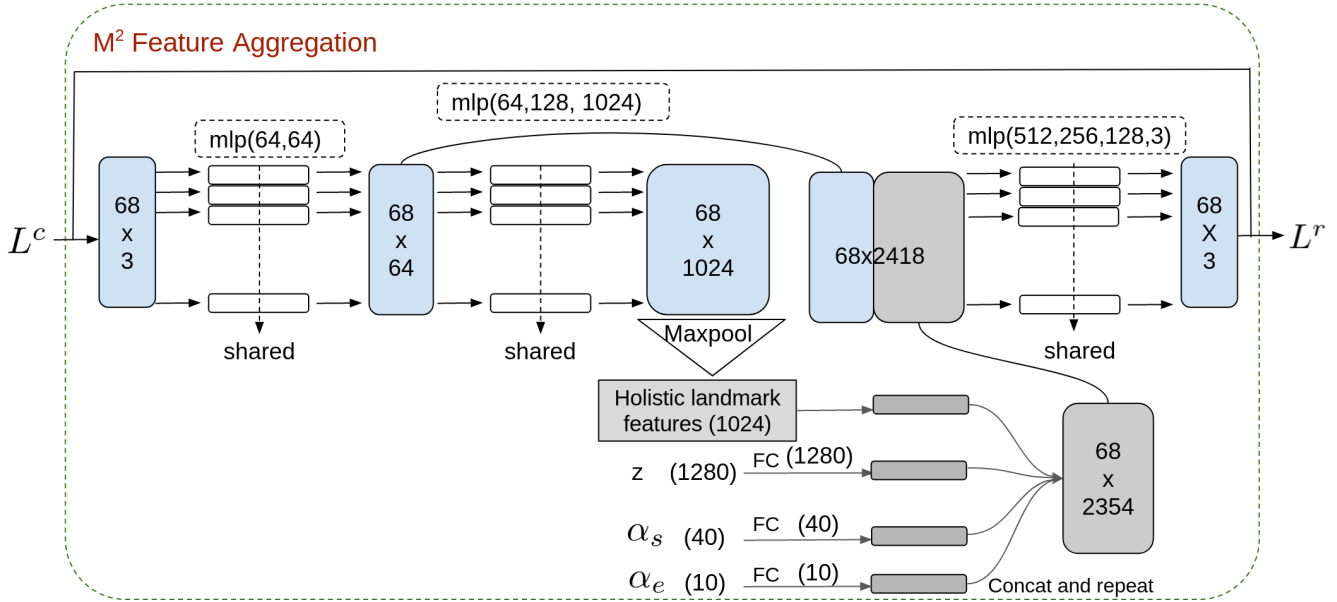 M² Feature Aggregation
mlp(64,128, 1024)
mlp(64,64)
mlp(512,256,128,3)
L^c
68
x
3
68
x
64
68
x
1024
68x2418
68
X
3
L^r
shared
shared
shared
Maxpool
Holistic landmark
features (1024)
z (1280) FC (1280)
α_s (40) FC (40)
α_e (10) FC (10)
68
x
2354
Concat and repeat